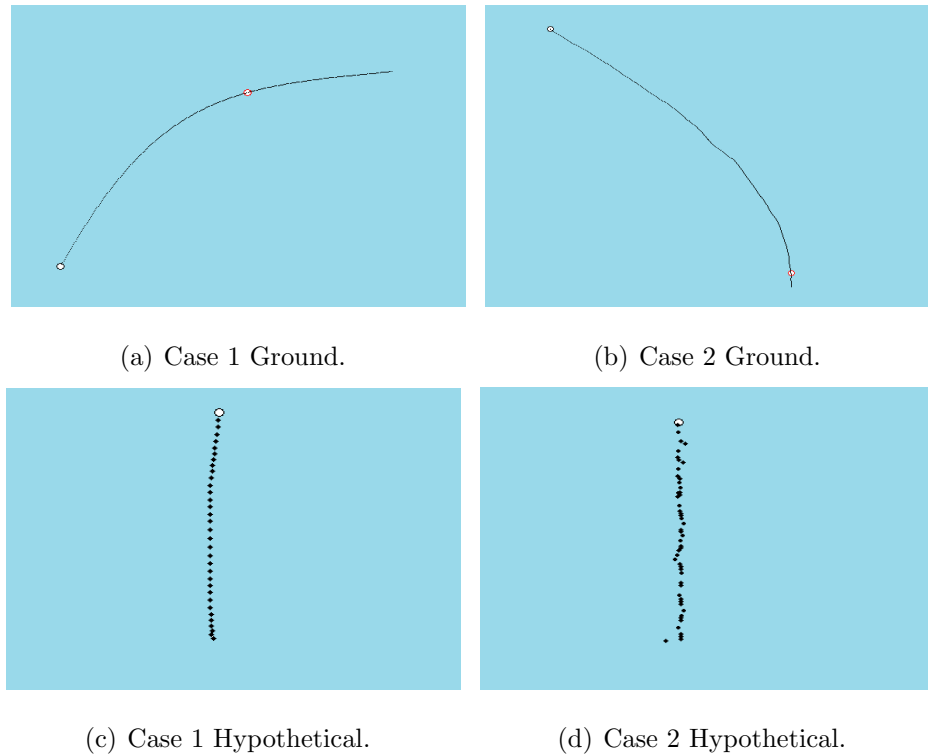 (a) Case 1 Ground.
(b) Case 2 Ground.
(c) Case 1 Hypothetical.
(d) Case 2 Hypothetical.